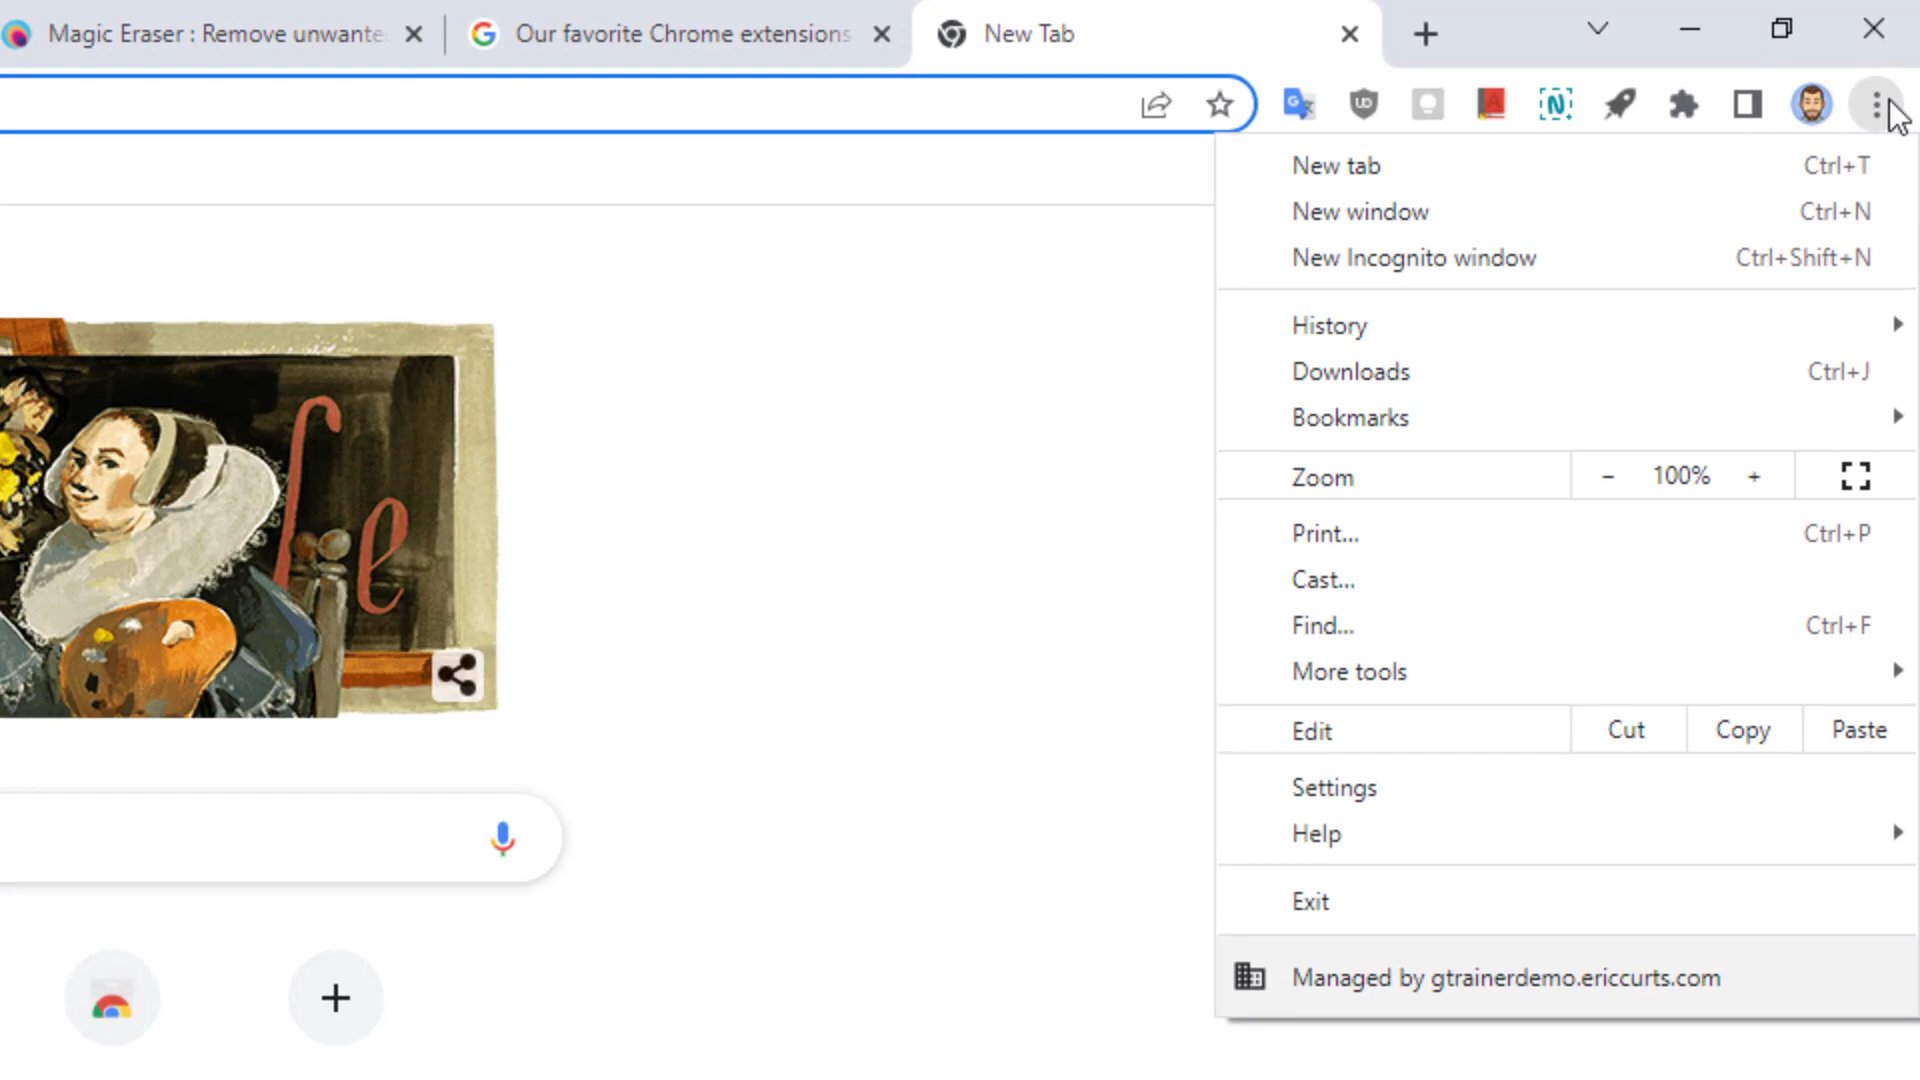 Magic Eraser : Remove unwante
Our favorite Chrome extensions
New Tab
New tab Ctrl+T
New window Ctrl+N
New Incognito window Ctrl+Shift+N
History
Downloads Ctrl+J
Bookmarks
Zoom - 100% +
Print... Ctrl+P
Cast...
Find... Ctrl+F
More tools
Edit Cut Copy Paste
Settings
Help
Exit
Managed by gtrainerdemo.ericcurts.com